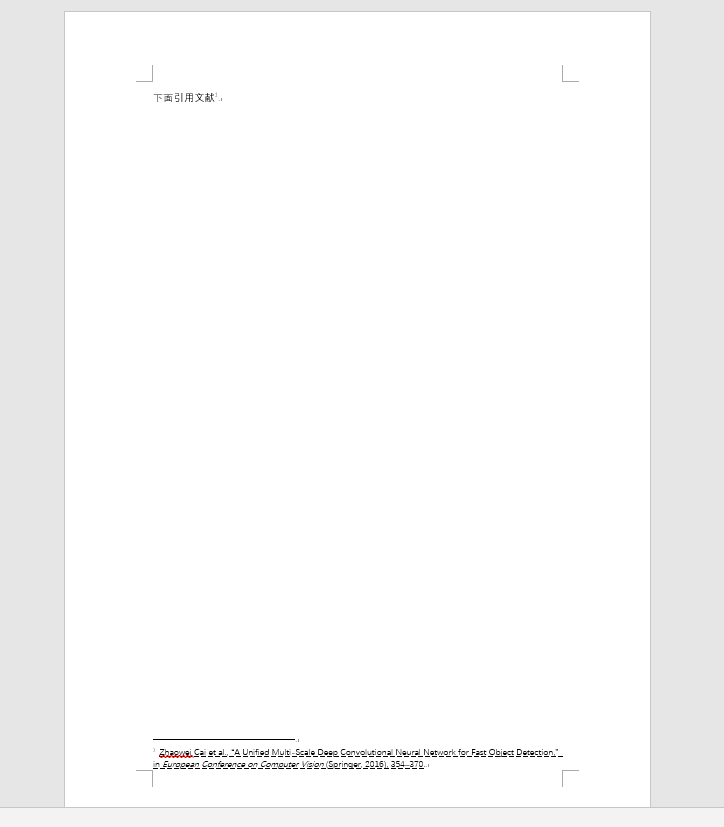 下面引用文献1
1 Zhaowei Cai et al., “A Unified Multi-Scale Deep Convolutional Neural Network for Fast Object Detection,”
in European Conference on Computer Vision (Springer, 2016), 354–370.